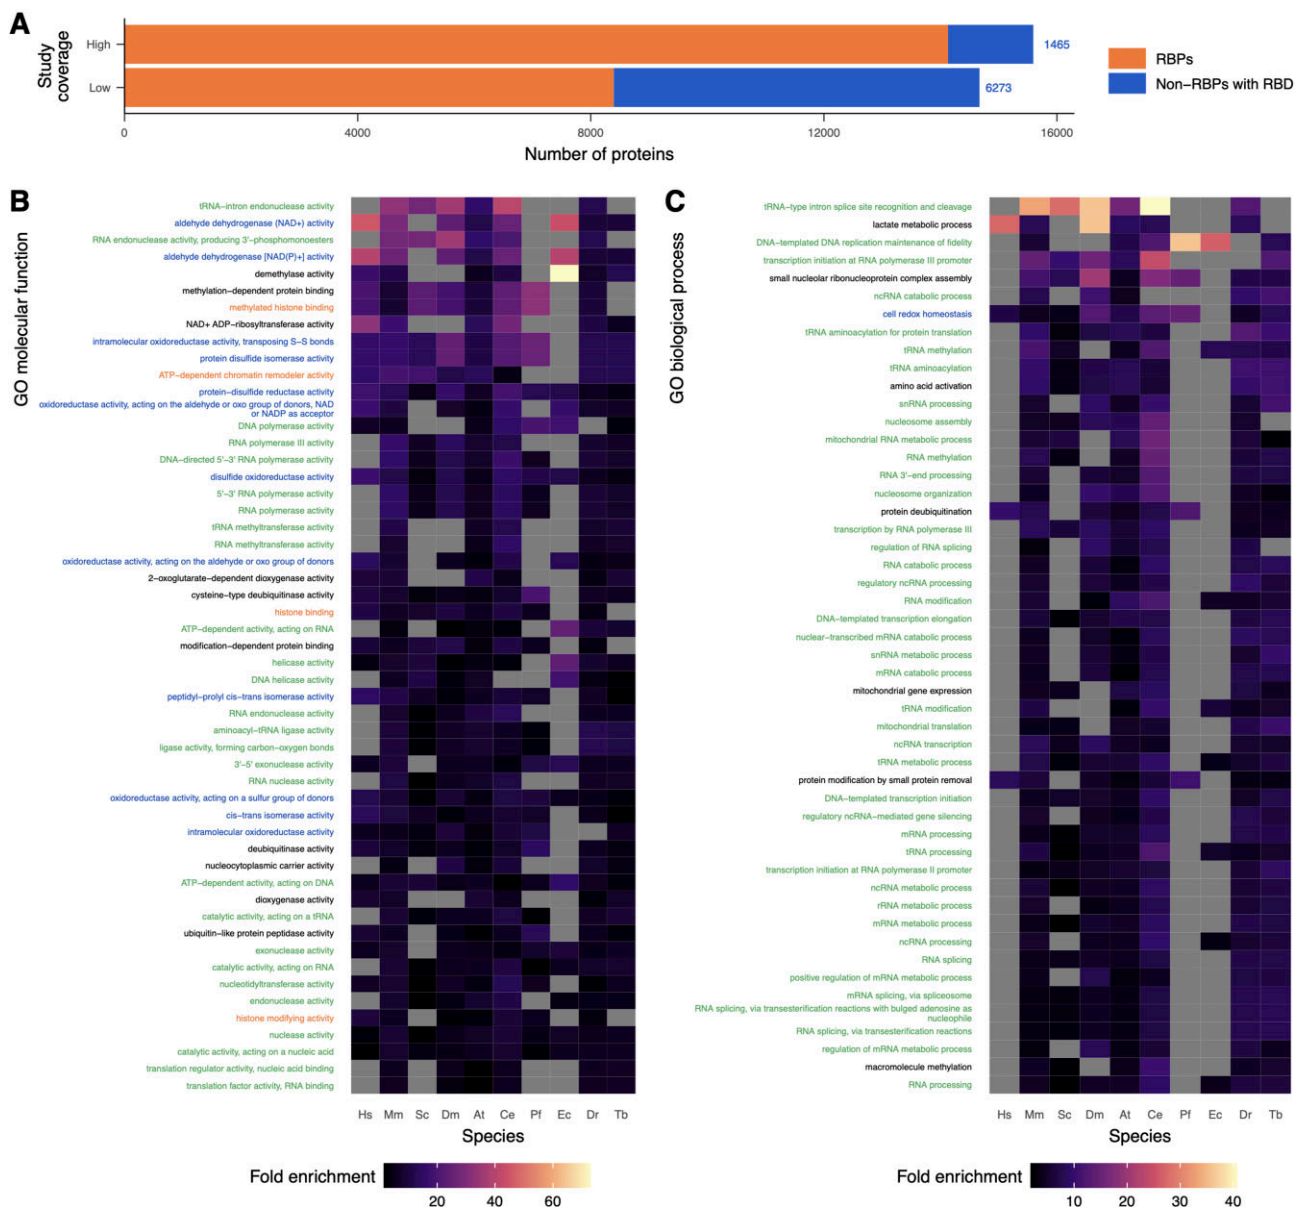 A
Study
coverage
High
Low
1465
6273
RBPs
Non−RBPs with RBD
0
4000
8000
12000
16000
Number of proteins
B
GO molecular function
tRNA−intron endonuclease activity
aldehyde dehydrogenase (NAD+) activity
RNA endonuclease activity, producing 3'−phosphomonoesters
aldehyde dehydrogenase [NAD(P)+] activity
demethylase activity
methylation−dependent protein binding
methylated histone binding
NAD+ ADP−ribosyltransferase activity
intramolecular oxidoreductase activity, transposing S−S bonds
protein disulfide isomerase activity
ATP−dependent chromatin remodeler activity
protein−disulfide reductase activity
oxidoreductase activity, acting on the aldehyde or oxo group of donors, NAD
or NADP as acceptor
DNA polymerase activity
RNA polymerase III activity
DNA−directed 5'−3' RNA polymerase activity
disulfide oxidoreductase activity
5'−3' RNA polymerase activity
RNA polymerase activity
tRNA methyltransferase activity
RNA methyltransferase activity
oxidoreductase activity, acting on the aldehyde or oxo group of donors
2−oxoglutarate−dependent dioxygenase activity
cysteine−type deubiquitinase activity
histone binding
ATP−dependent activity, acting on RNA
modification−dependent protein binding
helicase activity
DNA helicase activity
peptidyl−prolyl cis−trans isomerase activity
RNA endonuclease activity
aminoacyl−tRNA ligase activity
ligase activity, forming carbon−oxygen bonds
3'−5' exonuclease activity
RNA nuclease activity
oxidoreductase activity, acting on a sulfur group of donors
cis−trans isomerase activity
intramolecular oxidoreductase activity
deubiquitinase activity
nucleocytoplasmic carrier activity
ATP−dependent activity, acting on DNA
dioxygenase activity
catalytic activity, acting on a tRNA
ubiquitin−like protein peptidase activity
exonuclease activity
catalytic activity, acting on RNA
nucleotidyltransferase activity
endonuclease activity
histone modifying activity
nuclease activity
catalytic activity, acting on a nucleic acid
translation regulator activity, nucleic acid binding
translation factor activity, RNA binding
Hs Mm Sc Dm At Ce Pf Ec Dr Tb
Species
Fold enrichment
20 40 60
C
GO biological process
tRNA−type intron splice site recognition and cleavage
lactate metabolic process
DNA−templated DNA replication maintenance of fidelity
transcription initiation at RNA polymerase III promoter
small nucleolar ribonucleoprotein complex assembly
ncRNA catabolic process
cell redox homeostasis
tRNA aminoacylation for protein translation
tRNA methylation
tRNA aminoacylation
amino acid activation
snRNA processing
nucleosome assembly
mitochondrial RNA metabolic process
RNA methylation
RNA 3'−end processing
nucleosome organization
protein deubiquitination
transcription by RNA polymerase III
regulation of RNA splicing
RNA catabolic process
regulatory ncRNA processing
RNA modification
DNA−templated transcription elongation
nuclear−transcribed mRNA catabolic process
snRNA metabolic process
mRNA catabolic process
mitochondrial gene expression
tRNA modification
mitochondrial translation
ncRNA transcription
tRNA metabolic process
protein modification by small protein removal
DNA−templated transcription initiation
regulatory ncRNA−mediated gene silencing
mRNA processing
tRNA processing
transcription initiation at RNA polymerase II promoter
ncRNA metabolic process
rRNA metabolic process
mRNA metabolic process
ncRNA processing
RNA splicing
positive regulation of mRNA metabolic process
mRNA splicing, via spliceosome
RNA splicing, via transesterification reactions with bulged adenosine as
nucleophile
RNA splicing, via transesterification reactions
regulation of mRNA metabolic process
macromolecule methylation
RNA processing
Hs Mm Sc Dm At Ce Pf Ec Dr Tb
Species
Fold enrichment
10 20 30 40